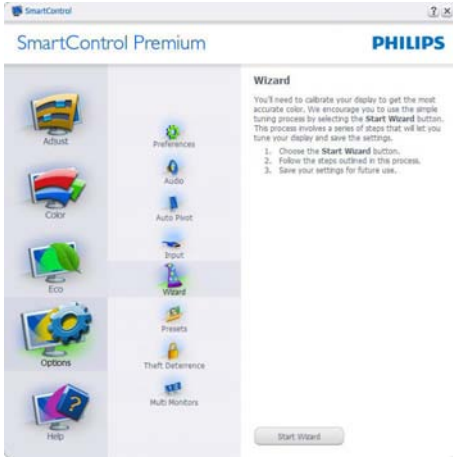 SmartControl
SmartControl Premium
PHILIPS
Adjust
Color
Eco
Options
Help
Preferences
Audio
Auto Pivot
Input
Wizard
Presets
Theft Deterrence
Multi Monitors
Wizard
You'll need to calibrate your display to get the most
accurate color. We encourage you to use the simple
tuning process by selecting the Start Wizard button.
This process involves a series of steps that will let you
tune your display and save the settings.
1. Choose the Start Wizard button.
2. Follow the steps outlined in the process.
3. Save your settings for future use.
Start Wizard